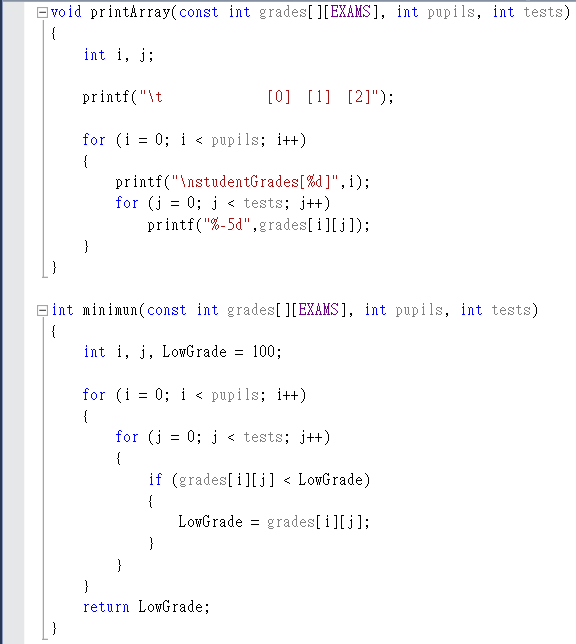 void printArray(const int grades[][EXAMS], int pupils, int tests)
{
    int i, j;

    printf("\t             [0]  [1]  [2]");

    for (i = 0; i < pupils; i++)
    {
        printf("\nstudentGrades[%d]",i);
        for (j = 0; j < tests; j++)
            printf("%-5d",grades[i][j]);
    }
}

int minimun(const int grades[][EXAMS], int pupils, int tests)
{
    int i, j, LowGrade = 100;

    for (i = 0; i < pupils; i++)
    {
        for (j = 0; j < tests; j++)
        {
            if (grades[i][j] < LowGrade)
            {
                LowGrade = grades[i][j];
            }
        }
    }
    return LowGrade;
}